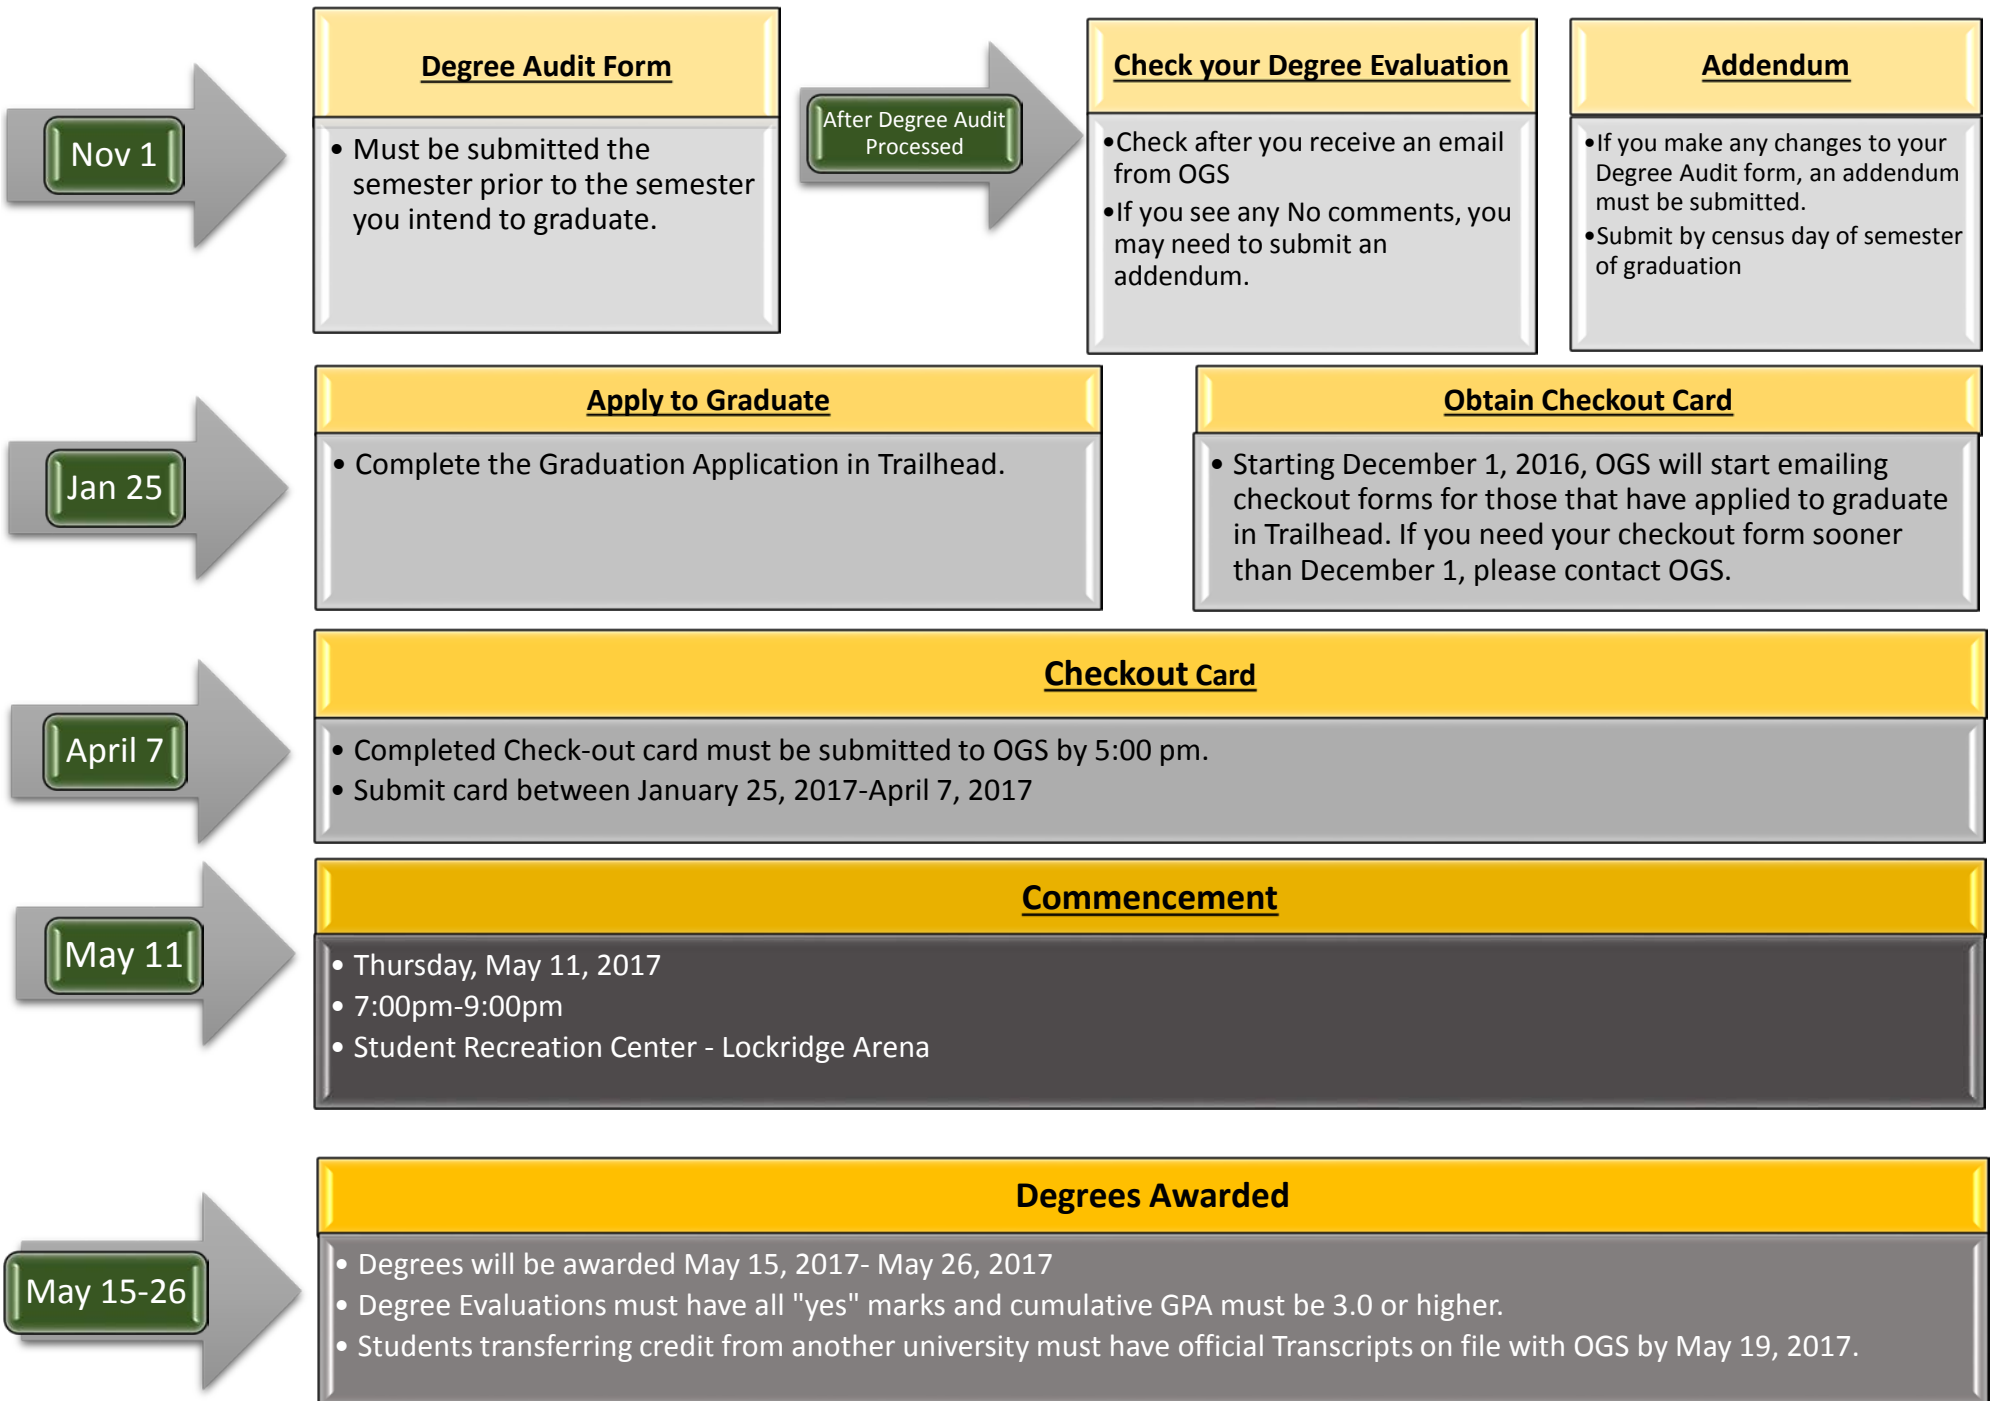 Nov 1
Degree Audit Form
• Must be submitted the
semester prior to the semester
you intend to graduate.
After Degree Audit
Processed
Check your Degree Evaluation
•Check after you receive an email
from OGS
•If you see any No comments, you
may need to submit an
addendum.
Addendum
•If you make any changes to your
Degree Audit form, an addendum
must be submitted.
•Submit by census day of semester
of graduation
Jan 25
Apply to Graduate
• Complete the Graduation Application in Trailhead.
Obtain Checkout Card
• Starting December 1, 2016, OGS will start emailing
checkout forms for those that have applied to graduate
in Trailhead. If you need your checkout form sooner
than December 1, please contact OGS.
April 7
Checkout Card
• Completed Check-out card must be submitted to OGS by 5:00 pm.
• Submit card between January 25, 2017-April 7, 2017
May 11
Commencement
• Thursday, May 11, 2017
• 7:00pm-9:00pm
• Student Recreation Center - Lockridge Arena
May 15-26
Degrees Awarded
• Degrees will be awarded May 15, 2017- May 26, 2017
• Degree Evaluations must have all "yes" marks and cumulative GPA must be 3.0 or higher.
• Students transferring credit from another university must have official Transcripts on file with OGS by May 19, 2017.